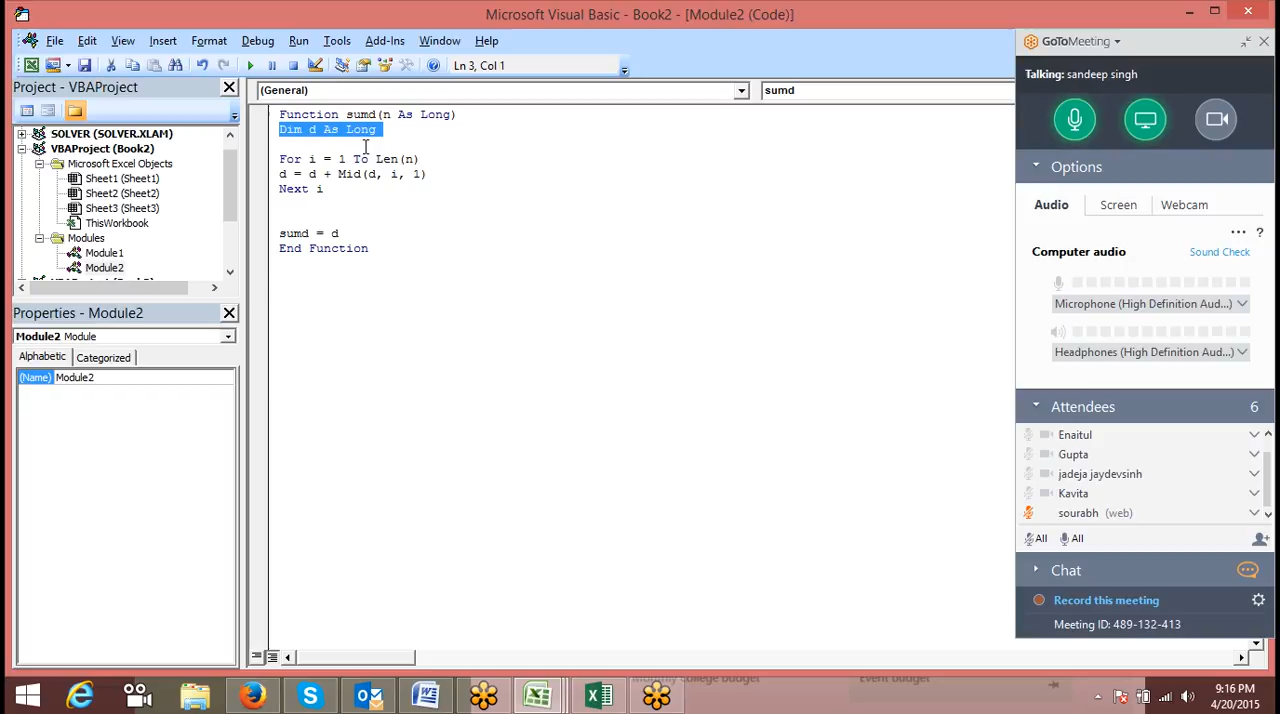 Microsoft Visual Basic - Book2 - [Module2 (Code)]
File Edit View Insert Format Debug Run Tools Add-Ins Window Help
Ln 3, Col 1
Project - VBAProject
SOLVER (SOLVER.XLAM)
VBAProject (Book2)
Microsoft Excel Objects
Sheet1 (Sheet1)
Sheet2 (Sheet2)
Sheet3 (Sheet3)
ThisWorkbook
Modules
Module1
Module2
Properties - Module2
Module2 Module
Alphabetic Categorized
(Name) Module2
(General) sumd
Function sumd(n As Long)
Dim d As Long
For i = 1 To Len(n)
d = d + Mid(d, i, 1)
Next i
sumd = d
End Function
GoToMeeting
Talking: sandeep singh
Options
Audio Screen Webcam
Computer audio Sound Check
Microphone (High Definition Aud...)
Headphones (High Definition Aud...)
Attendees 6
Enaitul
Gupta
jadeja jaydevsinh
Kavita
sourabh (web)
All All
Chat
Record this meeting
Meeting ID: 489-132-413
Monthly college budget Event budget
9:16 PM
4/20/2015